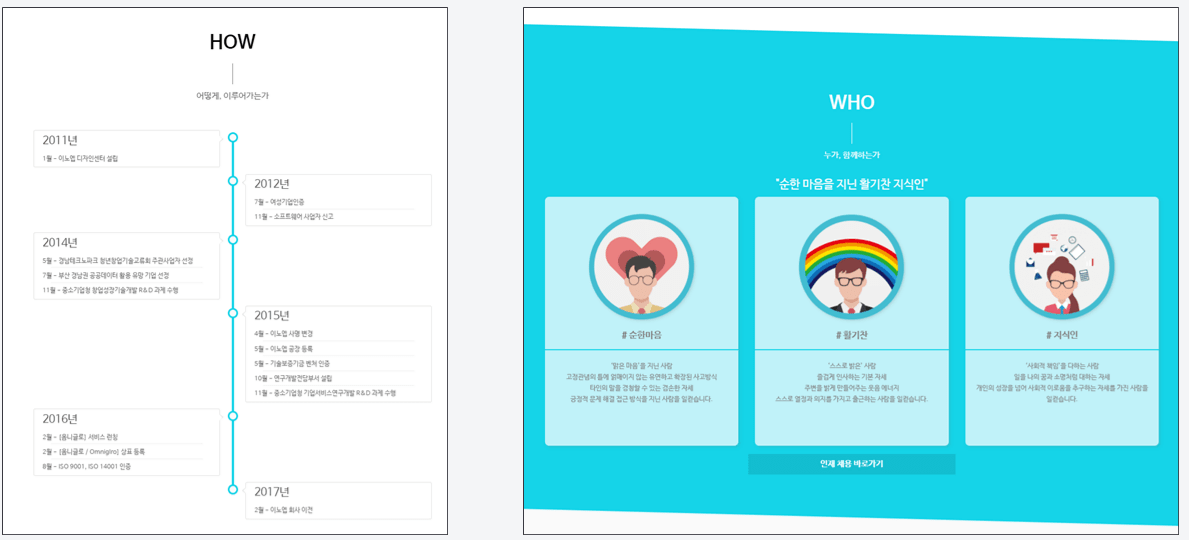 HOW
어떻게, 이루어가는가
2011년
1월 - 이노랩 디자인센터 설립
2012년
7월 - 여성기업인증
11월 - 소프트웨어 사업자 신고
2014년
5월 - 경남테크노파크 청년창업기술교류회 주관사업자 선정
7월 - 부산 경남권 공공데이터 활용 유망 기업 선정
11월 - 중소기업청 창업성장기술개발 R&D 과제 수행
2015년
4월 - 이노랩 사명 변경
5월 - 이노랩 공장 등록
5월 - 기술보증기금 벤처 인증
10월 - 연구개발전담부서 설립
11월 - 중소기업청 기업서비스연구개발 R&D 과제 수행
2016년
2월 - [옴니글로] 서비스 런칭
2월 - [옴니글로 / Omnigiro] 상표 등록
8월 - ISO 9001, ISO 14001 인증
2017년
2월 - 이노랩 회사 이전
WHO
누가, 함께하는가
"순한 마음을 지닌 활기찬 지식인"
# 순한마음
'맑은 마음'을 지닌 사람
고정관념의 틀에 얽매이지 않는 유연하고 확장된 사고방식
타인의 말을 경청할 수 있는 겸손한 자세
긍정적 문제 해결 접근 방식을 지닌 사람을 일컫습니다.
# 활기찬
'스스로 밝은' 사람
즐겁게 인사하는 기본 자세
주변을 밝게 만들어주는 웃음 에너지
스스로 열정과 의지를 가지고 출근하는 사람을 일컫습니다.
# 지식인
'사회적 책임'을 다하는 사람
일을 나의 꿈과 소명처럼 대하는 자세
개인의 성장을 넘어 사회적 이로움을 추구하는 자세를 가진 사람을
일컫습니다.
인재 채용 바로가기